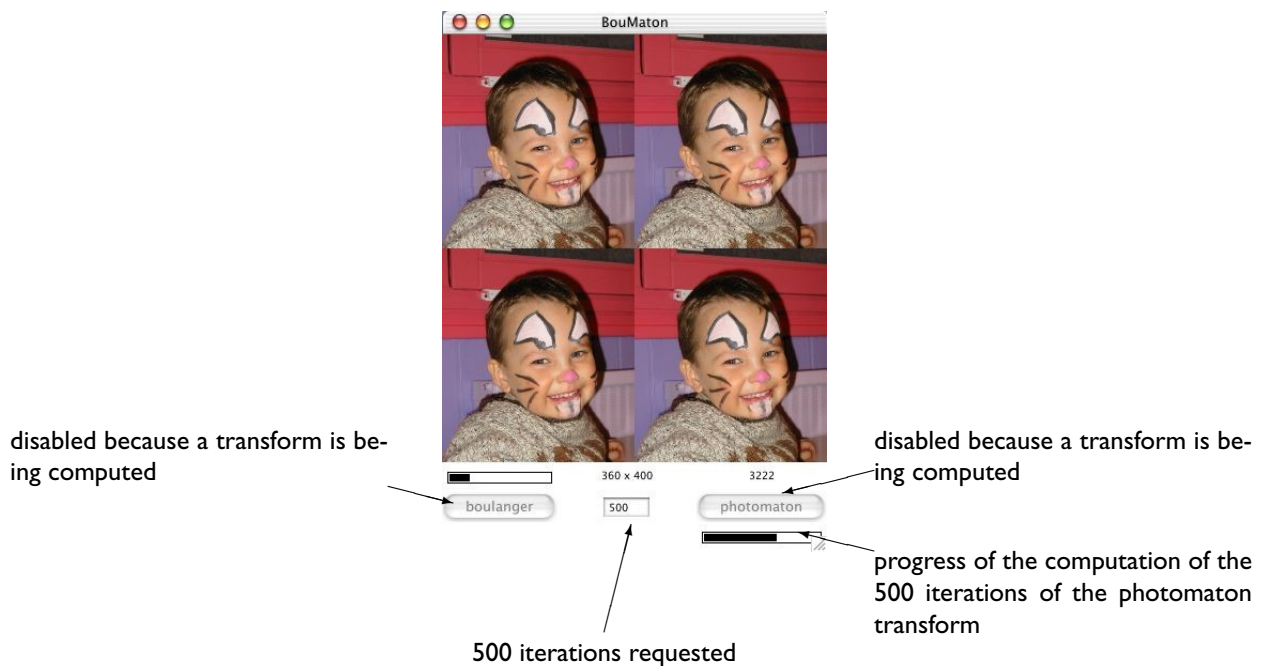 BouMaton
disabled because a transform is be-
ing computed
360 x 400
3222
disabled because a transform is be-
ing computed
boulanger
500
photomaton
progress of the computation of the
500 iterations of the photomaton
transform
500 iterations requested